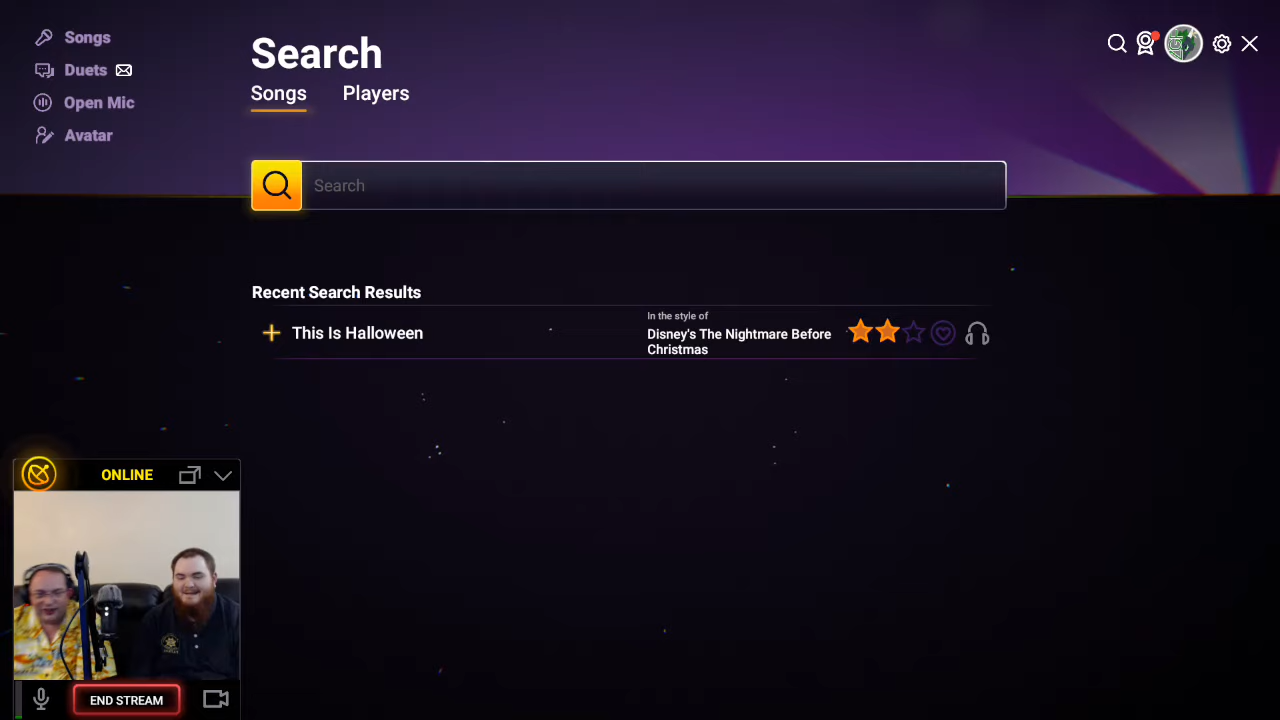 Songs
Duets
Open Mic
Avatar
Search
Songs Players
Search
Recent Search Results
This Is Halloween
In the style of
Disney's The Nightmare Before
Christmas
ONLINE
END STREAM